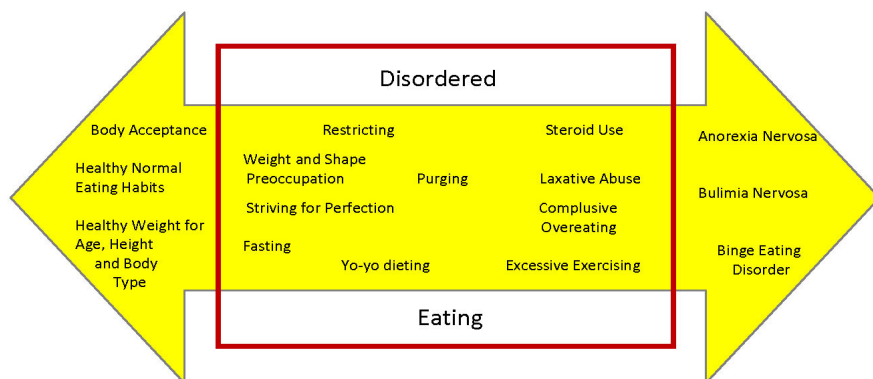 Disordered
Body Acceptance
Healthy Normal
Eating Habits
Healthy Weight for
Age, Height
and Body
Type
Restricting
Steroid Use
Weight and Shape
Preoccupation
Purging
Laxative Abuse
Striving for Perfection
Complusive
Overeating
Fasting
Yo-yo dieting
Excessive Exercising
Eating
Anorexia Nervosa
Bulimia Nervosa
Binge Eating
Disorder